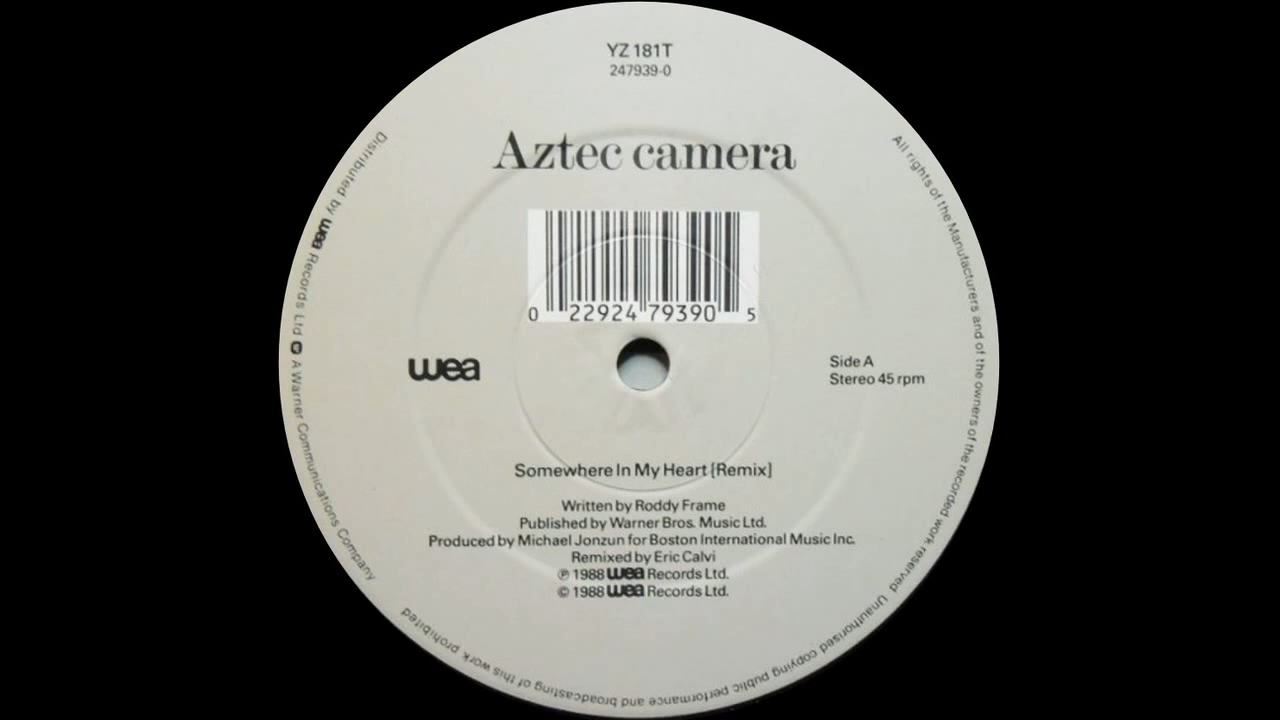 YZ 181T
247939-0
Aztec camera
0 22924 79390 5
wea
Side A
Stereo 45 rpm
Somewhere In My Heart [Remix]
Written by Roddy Frame
Published by Warner Bros. Music Ltd.
Produced by Michael Jonzun for Boston International Music Inc.
Remixed by Eric Calvi
℗ 1988 wea Records Ltd.
© 1988 wea Records Ltd.
Distributed by wea Records Ltd A Warner Communications Company
All rights of the Manufacturers and of the owners of the recorded work reserved Unauthorised copying public performance and broadcasting of this work prohibited